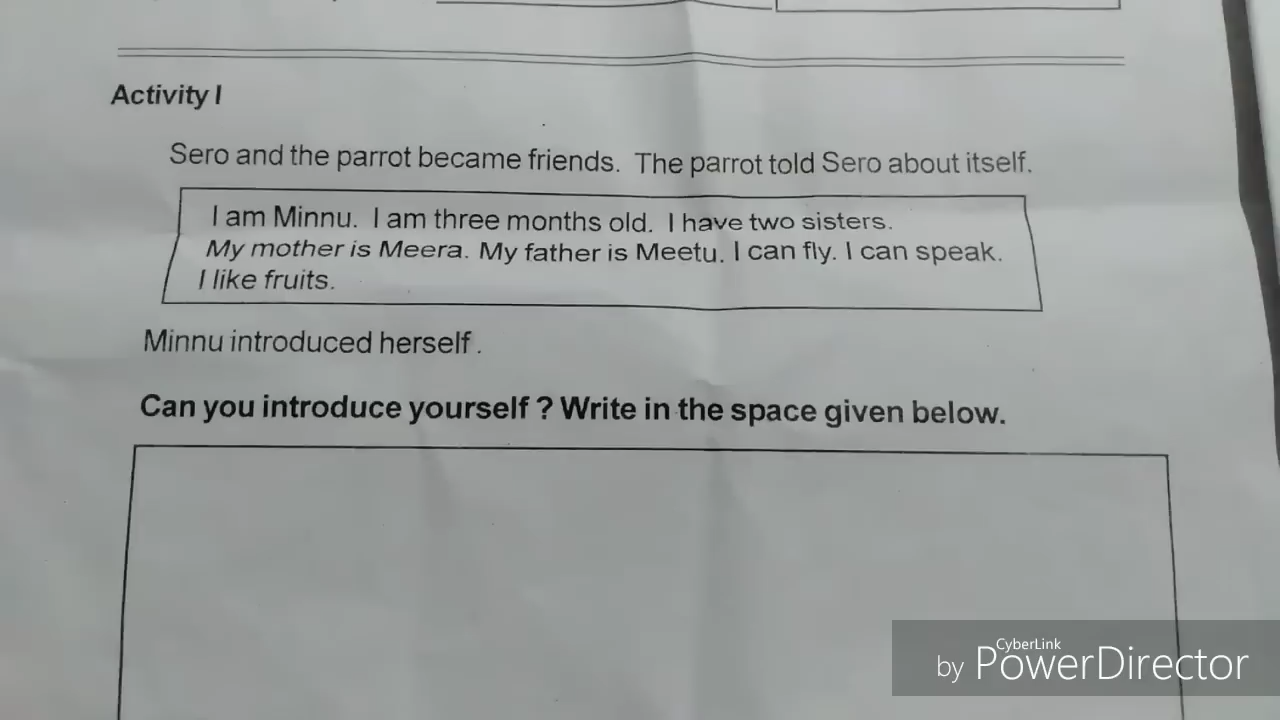 Activity I
Sero and the parrot became friends. The parrot told Sero about itself.
I am Minnu. I am three months old. I have two sisters.
My mother is Meera. My father is Meetu. I can fly. I can speak.
I like fruits.
Minnu introduced herself.
Can you introduce yourself ? Write in the space given below.
CyberLink
by PowerDirector